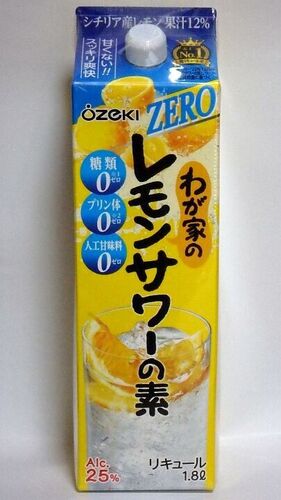 シチリア産レモン果汁12%
甘くない!!
スッキリ爽快
No.1
OZEKI
ZERO
糖類
0※1
ゼロ
プリン体
0※2
ゼロ
人工甘味料
0ゼロ
わが家の
レモンサワーの素
Alc.
25%
リキュール
1.8ℓ